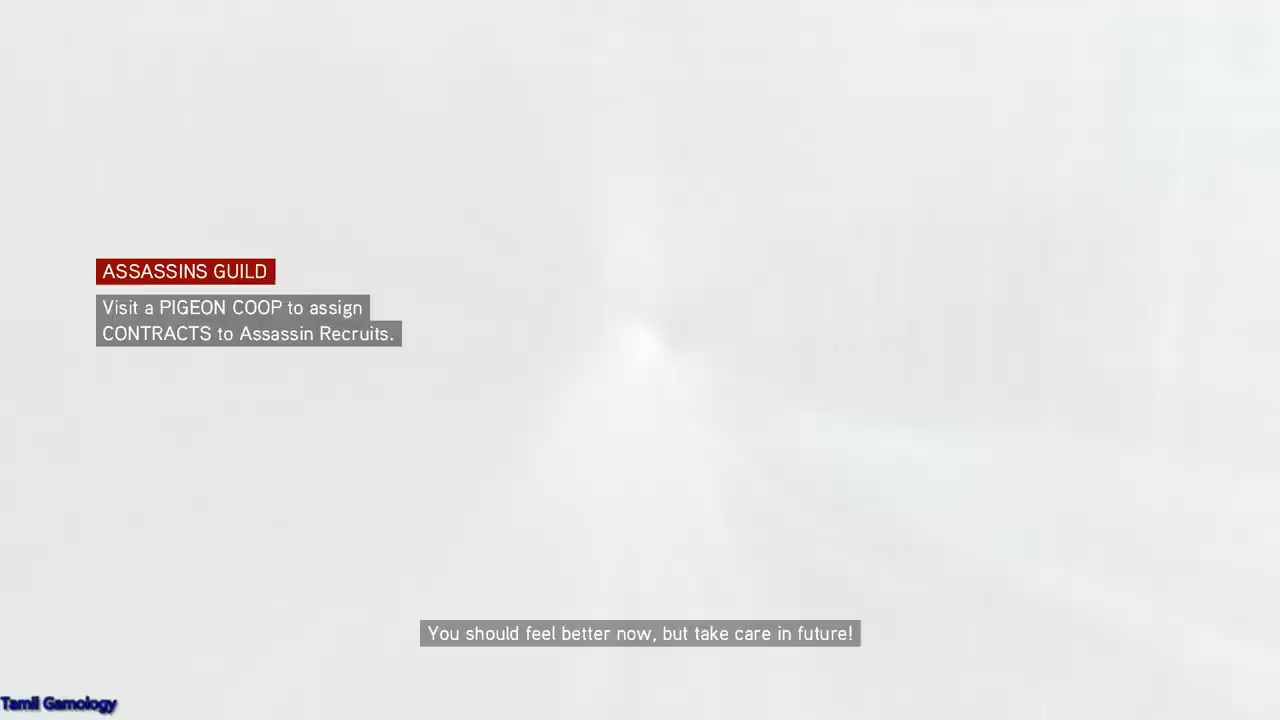 ASSASSINS GUILD
Visit a PIGEON COOP to assign
CONTRACTS to Assassin Recruits.
You should feel better now, but take care in future!
Tamil Gamology